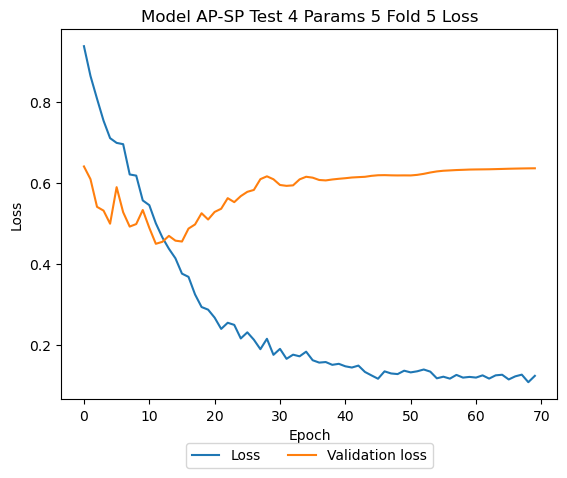 Model AP-SP Test 4 Params 5 Fold 5 Loss
Loss
0.8
0.6
0.4
0.2
0 10 20 30 40 50 60 70
Epoch
Loss Validation loss